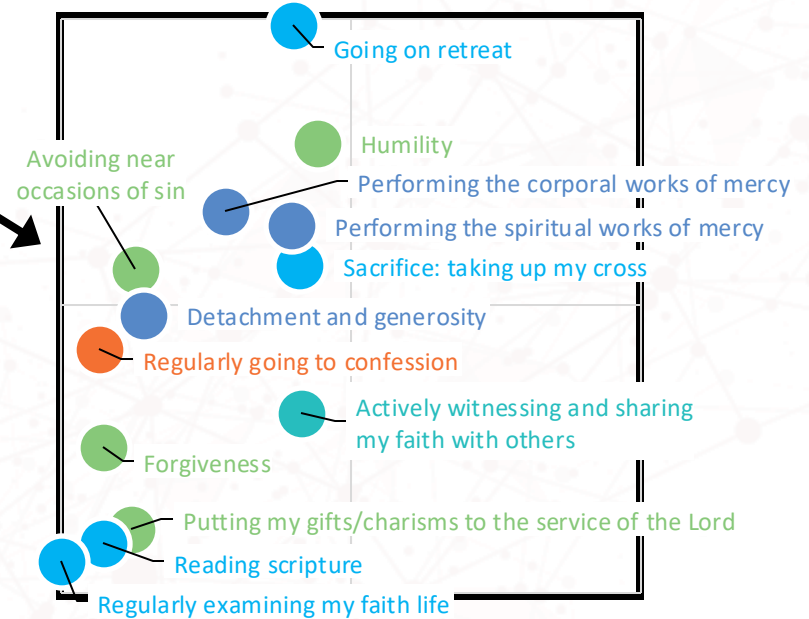 Going on retreat
Humility
Avoiding near
occasions of sin
Performing the corporal works of mercy
Performing the spiritual works of mercy
Sacrifice: taking up my cross
Detachment and generosity
Regularly going to confession
Actively witnessing and sharing
my faith with others
Forgiveness
Putting my gifts/charisms to the service of the Lord
Reading scripture
Regularly examining my faith life